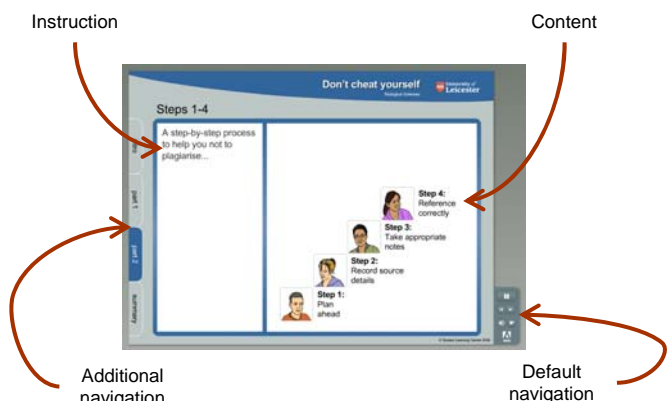 Instruction
Content
Don't cheat yourself
University of
Leicester
Steps 1-4
A step-by-step process
to help you not to
plagiarise...
part 1
part 2
summary
Step 4:
Reference
correctly
Step 3:
Take appropriate
notes
Step 2:
Record source
details
Step 1:
Plan
ahead
Additional
navigation
Default
navigation